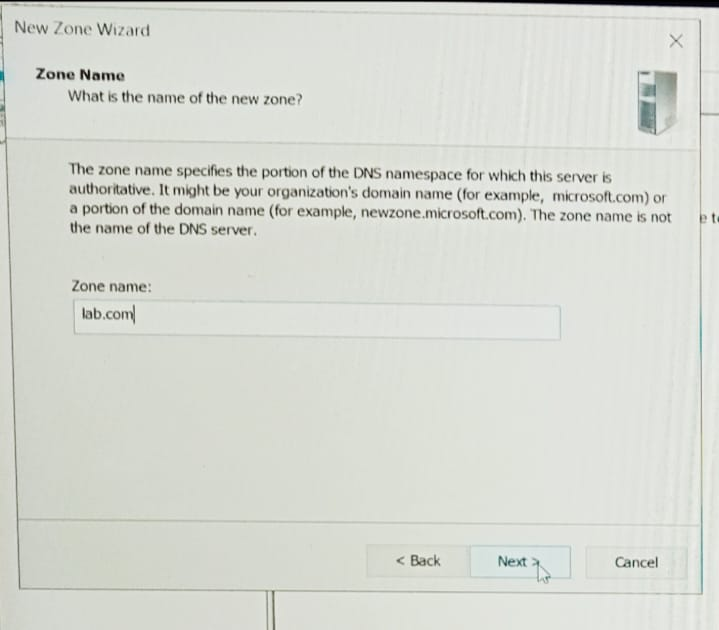 New Zone Wizard
Zone Name
What is the name of the new zone?
The zone name specifies the portion of the DNS namespace for which this server is
authoritative. It might be your organization's domain name (for example, microsoft.com) or
a portion of the domain name (for example, newzone.microsoft.com). The zone name is not
the name of the DNS server.
Zone name:
lab.com
< Back
Next >
Cancel